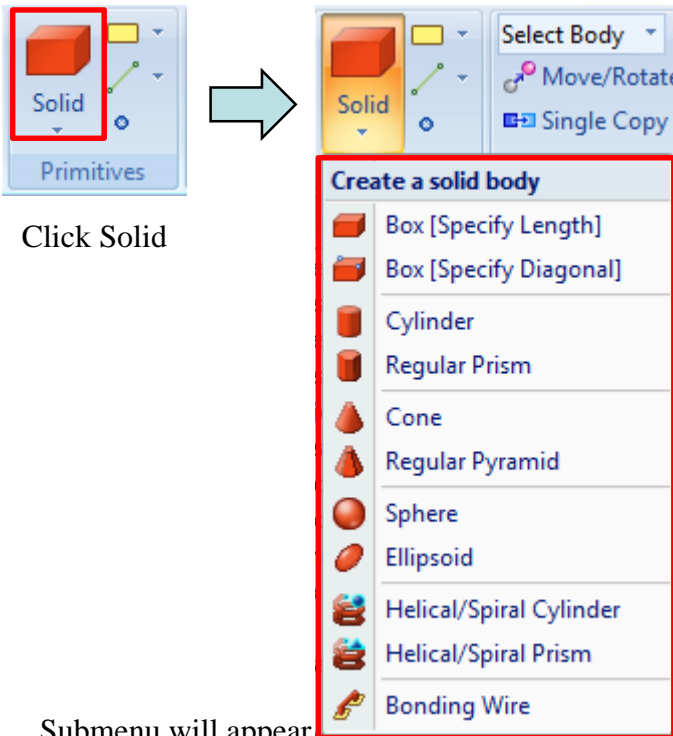 Solid
Primitives
Click Solid
Solid
Select Body
Move/Rotate
Single Copy
Create a solid body
Box [Specify Length]
Box [Specify Diagonal]
Cylinder
Regular Prism
Cone
Regular Pyramid
Sphere
Ellipsoid
Helical/Spiral Cylinder
Helical/Spiral Prism
Bonding Wire
Submenu will appear